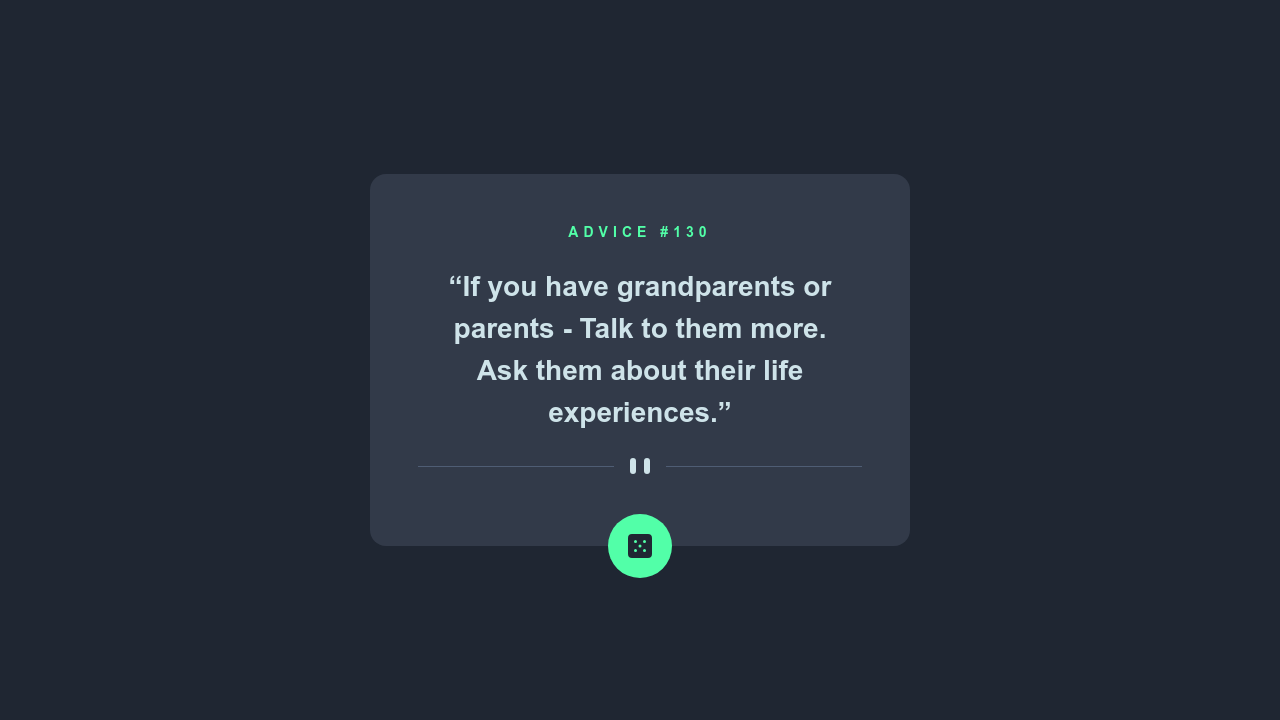 ADVICE #130
“If you have grandparents or
parents - Talk to them more.
Ask them about their life
experiences.”